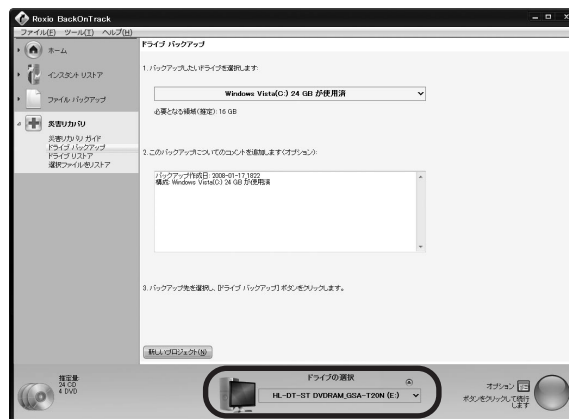 Roxio BackOnTrack
ファイル(F) ツール(T) ヘルプ(H)
ホーム
インスタント リストア
ファイル バックアップ
災害リカバリ
災害リカバリ ガイド
ドライブ バックアップ
ドライブ リストア
選択ファイルをリストア
ドライブ バックアップ
1. バックアップしたいドライブを選択します:
Windows Vista(C:) 24 GB が使用済
必要となる領域(推定): 16 GB
2. このバックアップについてのコメントを追加します(オプション):
バックアップ作成日: 2008-01-17_1822
構成: Windows Vista(C:) 24 GB が使用済
3. バックアップ先を選択し、[ドライブ バックアップ] ボタンをクリックします。
新しいプロジェクト(N)
推定量:
24 CD
4 DVD
ドライブの選択
HL-DT-ST DVDRAM_GSA-T20N (E:)
オプション
ボタンをクリックして続行
します